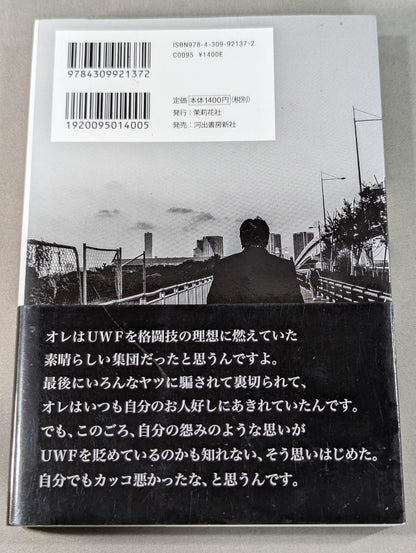 ISBN978-4-309-92137-2
C0095 ¥1400E
9784309921372
定価 本体1400円(税別)
発行:茉莉花社
発売:河出書房新社
1920095014005
オレはUWFを格闘技の理想に燃えていた
素晴らしい集団だったと思うんですよ。
最後にいろんなヤツに騙されて裏切られて、
オレはいつも自分のお人好しにあきれていたんです。
でも、このごろ、自分の怨みのような思いが
UWFを貶めているのかも知れない、そう思いはじめた。
自分でもカッコ悪かったな、と思うんです。